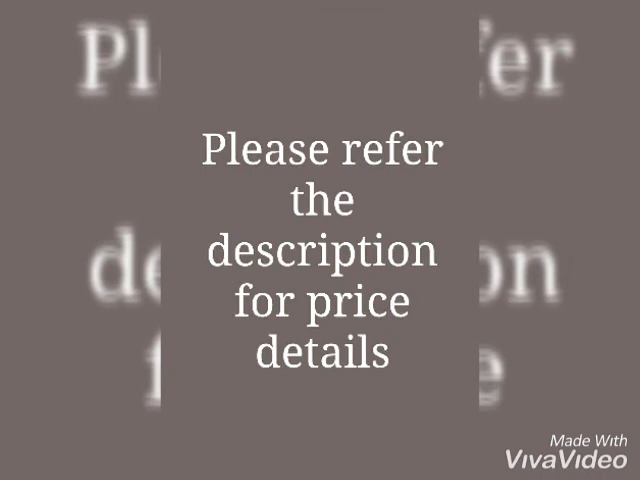 Please refer
the
description
for price
details
Made With
VivaVideo